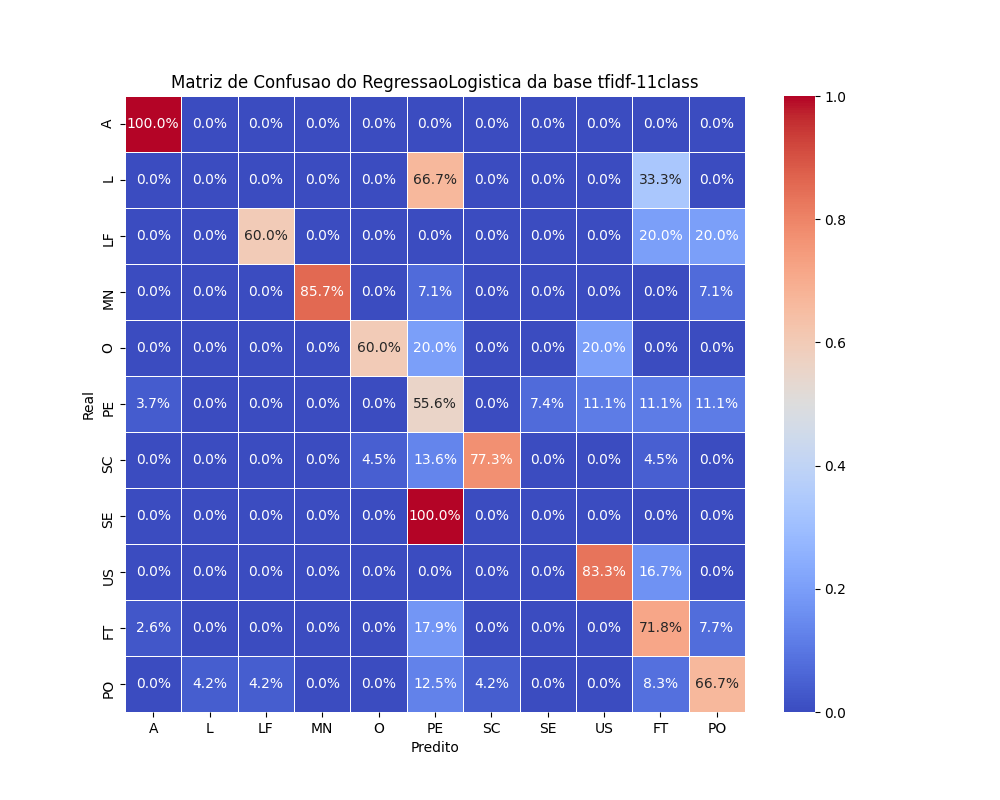 Matriz de Confusao do RegressaoLogistica da base tfidf-11class
A 100.0% 0.0% 0.0% 0.0% 0.0% 0.0% 0.0% 0.0% 0.0% 0.0% 0.0%
L 0.0% 0.0% 0.0% 0.0% 0.0% 66.7% 0.0% 0.0% 0.0% 33.3% 0.0%
LF 0.0% 0.0% 60.0% 0.0% 0.0% 0.0% 0.0% 0.0% 0.0% 20.0% 20.0%
MN 0.0% 0.0% 0.0% 85.7% 0.0% 7.1% 0.0% 0.0% 0.0% 0.0% 7.1%
O 0.0% 0.0% 0.0% 0.0% 60.0% 20.0% 0.0% 0.0% 20.0% 0.0% 0.0%
PE 3.7% 0.0% 0.0% 0.0% 0.0% 55.6% 0.0% 7.4% 11.1% 11.1% 11.1%
SC 0.0% 0.0% 0.0% 0.0% 4.5% 13.6% 77.3% 0.0% 0.0% 4.5% 0.0%
SE 0.0% 0.0% 0.0% 0.0% 0.0% 100.0% 0.0% 0.0% 0.0% 0.0% 0.0%
US 0.0% 0.0% 0.0% 0.0% 0.0% 0.0% 0.0% 0.0% 83.3% 16.7% 0.0%
FT 2.6% 0.0% 0.0% 0.0% 0.0% 17.9% 0.0% 0.0% 0.0% 71.8% 7.7%
PO 0.0% 4.2% 4.2% 0.0% 0.0% 12.5% 4.2% 0.0% 0.0% 8.3% 66.7%
A L LF MN O PE SC SE US FT PO
Predito
Real
1.0
0.8
0.6
0.4
0.2
0.0